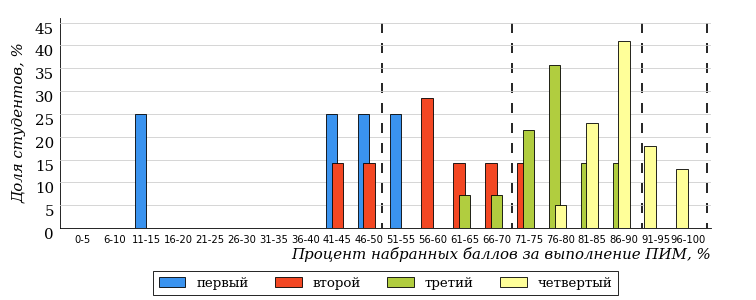 Доля студентов, %
45
40
35
30
25
20
15
10
5
0
0-5 6-10 11-15 16-20 21-25 26-30 31-35 36-40 41-45 46-50 51-55 56-60 61-65 66-70 71-75 76-80 81-85 86-90 91-95 96-100
Процент набранных баллов за выполнение ПИМ, %
первый второй третий четвертый